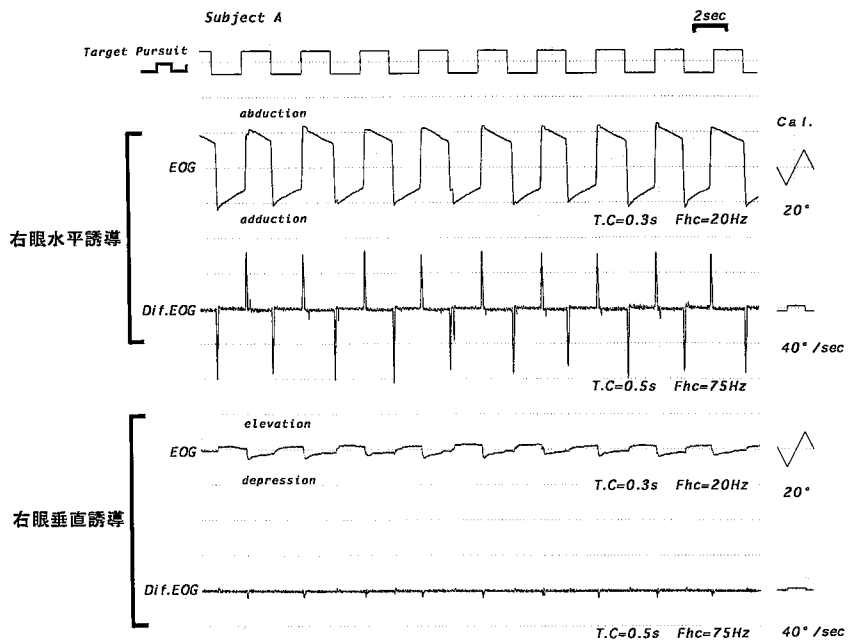 Subject A
2sec
Target Pursuit
abduction
Cal.
EOG
20°
adduction
T.C=0.3s Fhc=20Hz
右眼水平誘導
Dif.EOG
40°/sec
T.C=0.5s Fhc=75Hz
elevation
EOG
depression
T.C=0.3s Fhc=20Hz
20°
右眼垂直誘導
Dif.EOG
T.C=0.5s Fhc=75Hz
40°/sec